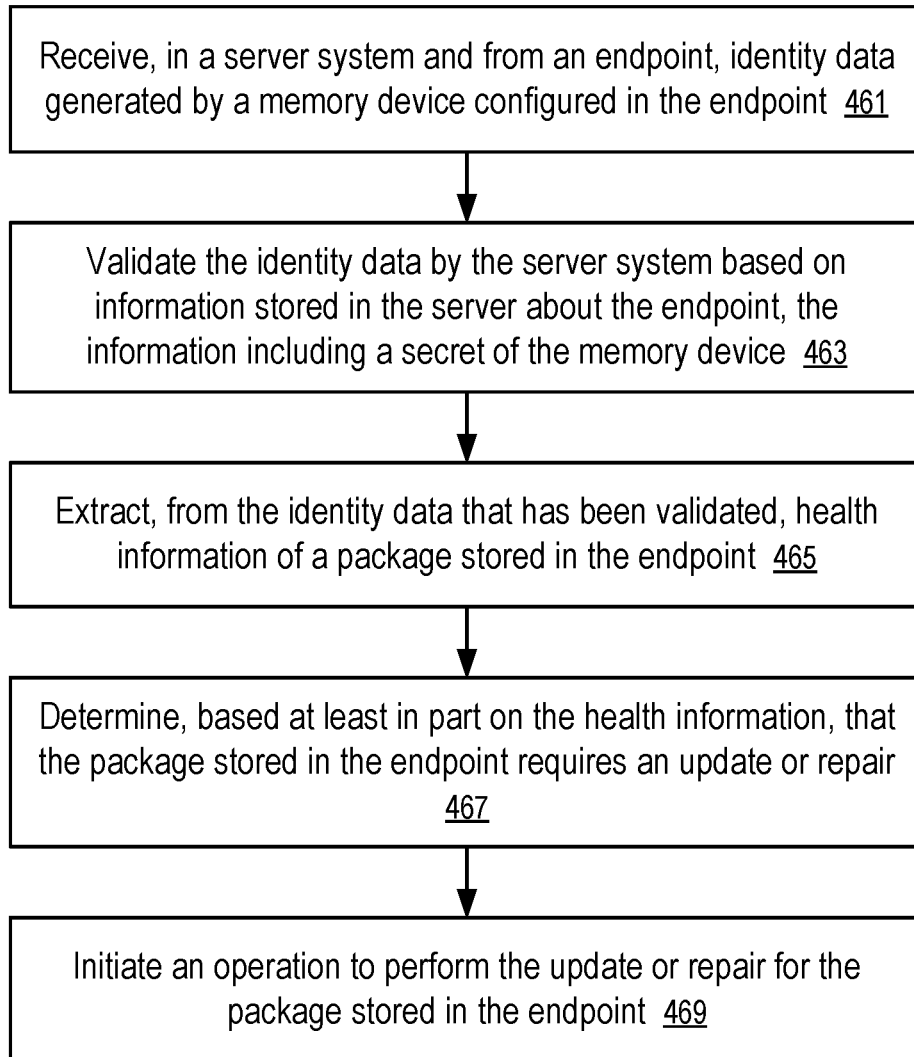 Receive, in a server system and from an endpoint, identity data
generated by a memory device configured in the endpoint 461
Validate the identity data by the server system based on
information stored in the server about the endpoint, the
information including a secret of the memory device 463
Extract, from the identity data that has been validated, health
information of a package stored in the endpoint 465
Determine, based at least in part on the health information, that
the package stored in the endpoint requires an update or repair
467
Initiate an operation to perform the update or repair for the
package stored in the endpoint 469